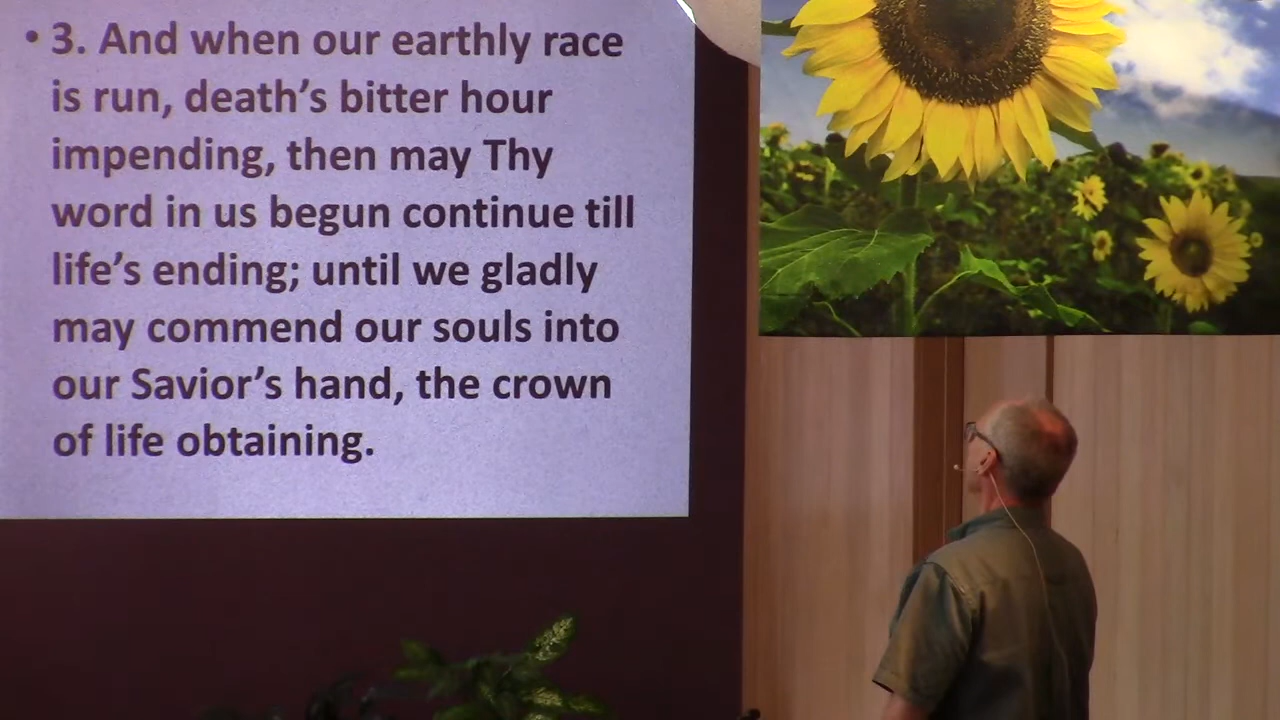 • 3. And when our earthly race
is run, death’s bitter hour
impending, then may Thy
word in us begun continue till
life’s ending; until we gladly
may commend our souls into
our Savior’s hand, the crown
of life obtaining.